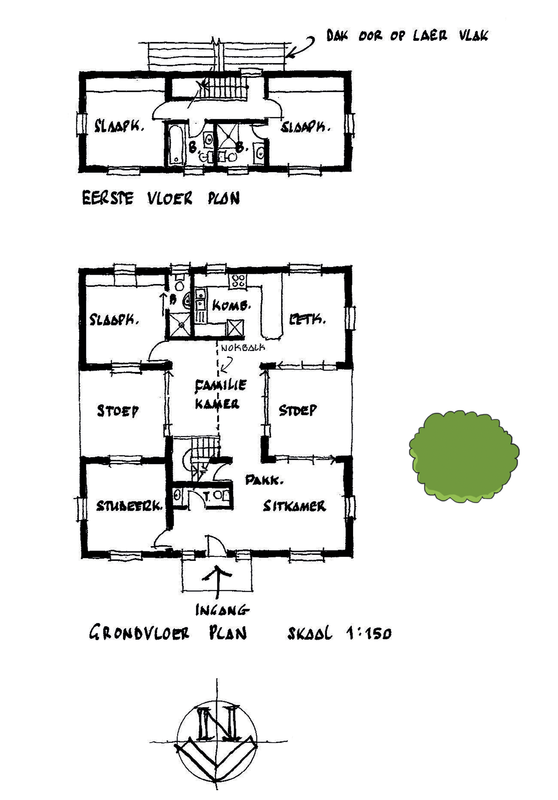 DAK OOR OP LAER VLAK
SLAAPK.
B.
B.
SLAAPK.
EERSTE VLOER PLAN
SLAAPK.
B
KOMB.
EETK.
NOKBALK
FAMILIE
KAMER
STOEP
STOEP
PAKK.
STUDEERK.
T.
SITKAMER
INGANG
GRONDVLOER PLAN SKAAL 1:150
N